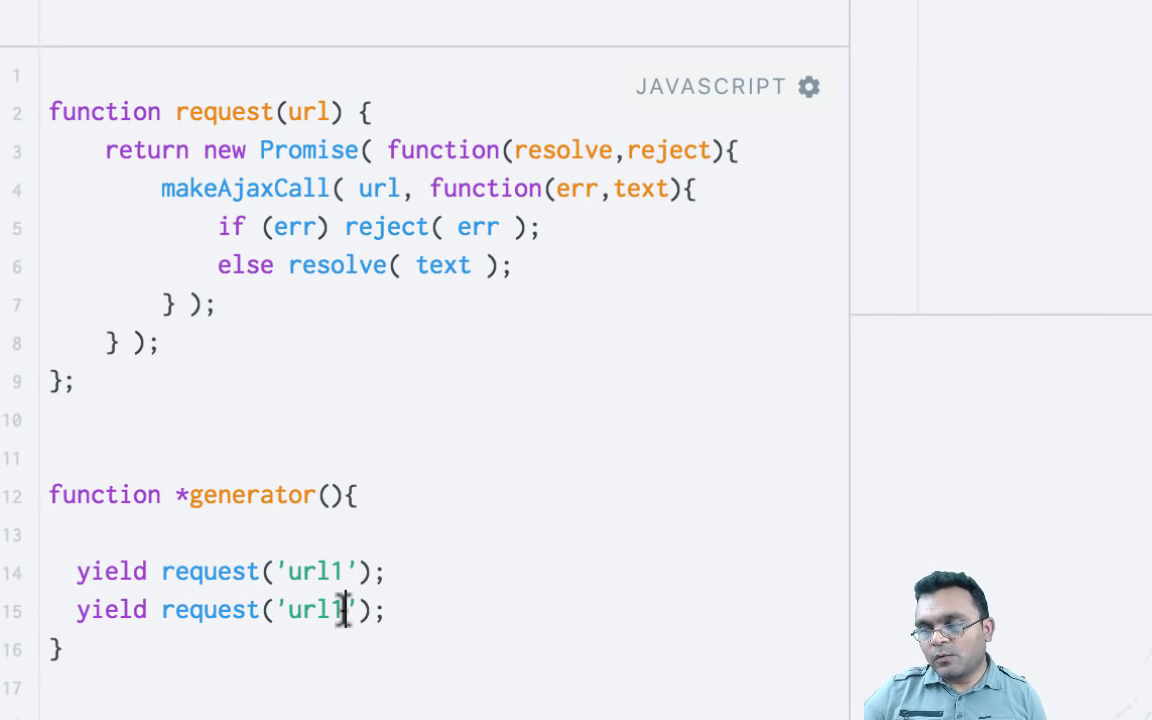 JAVASCRIPT
1
2 function request(url) {
3 return new Promise( function(resolve,reject){
4 makeAjaxCall( url, function(err,text){
5 if (err) reject( err );
6 else resolve( text );
7 } );
8 } );
9 };
10
11
12 function *generator(){
13
14 yield request('url1');
15 yield request('url1');
16 }
17